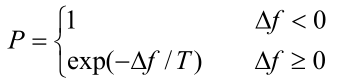 P = { 1    Δf < 0
exp(−Δf / T)    Δf ≥ 0